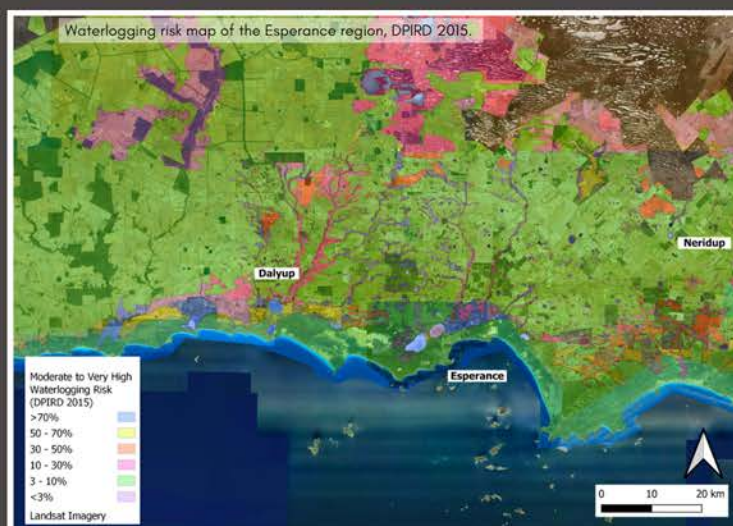 Waterlogging risk map of the Esperance region, DPIRD 2015.
Neridup
Dalyup
Esperance
Moderate to Very High
Waterlogging Risk
(DPIRD 2015)
>70%
50 - 70%
30 - 50%
10 - 30%
3 - 10%
<3%
Landsat Imagery
0 10 20 km